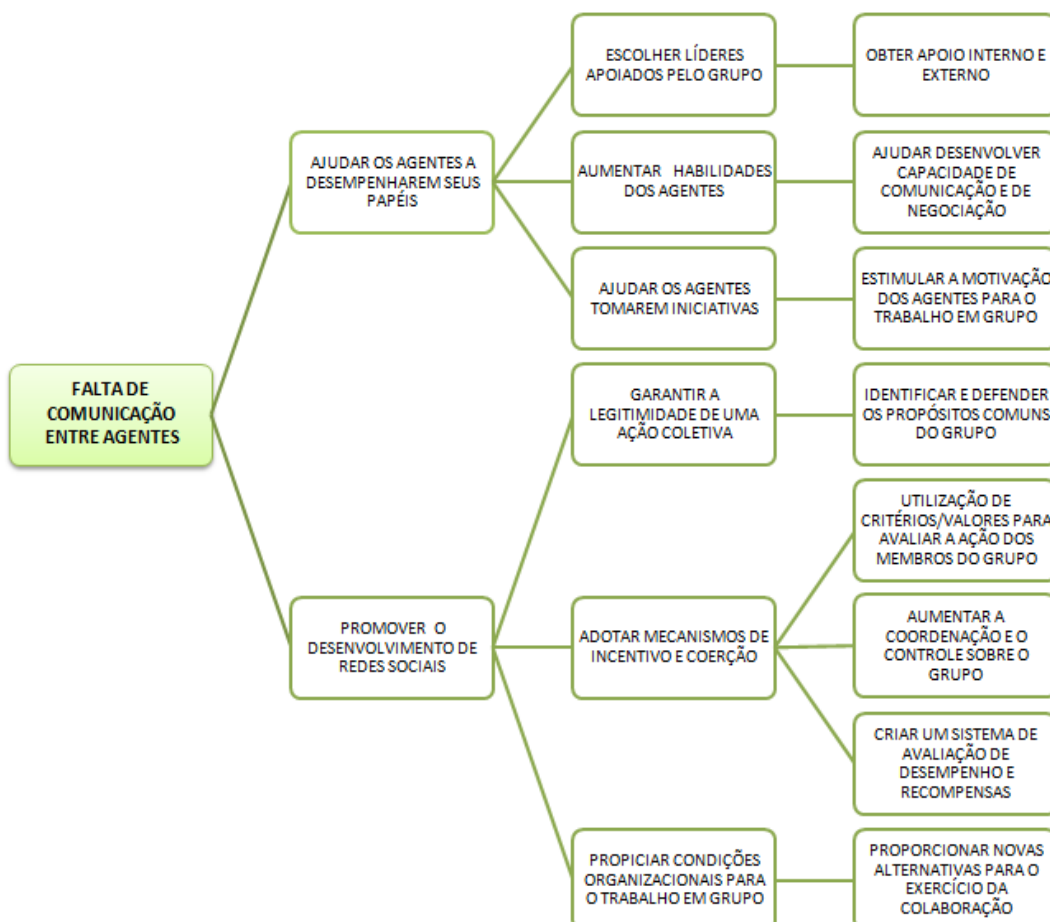 ESCOLHER LÍDERES
APOIADOS PELO GRUPO
OBTER APOIO INTERNO E
EXTERNO
AJUDAR OS AGENTES A
DESEMPENHAREM SEUS
PAPÉIS
AUMENTAR HABILIDADES
DOS AGENTES
AJUDAR DESENVOLVER
CAPACIDADE DE
COMUNICAÇÃO E DE
NEGOCIAÇÃO
AJUDAR OS AGENTES
TOMAREM INICIATIVAS
ESTIMULAR A MOTIVAÇÃO
DOS AGENTES PARA O
TRABALHO EM GRUPO
FALTA DE
COMUNICAÇÃO
ENTRE AGENTES
GARANTIR A
LEGITIMIDADE DE UMA
AÇÃO COLETIVA
IDENTIFICAR E DEFENDER
OS PROPÓSITOS COMUNS
DO GRUPO
PROMOVER O
DESENVOLVIMENTO DE
REDES SOCIAIS
ADOTAR MECANISMOS DE
INCENTIVO E COERÇÃO
UTILIZAÇÃO DE
CRITÉRIOS/VALORES PARA
AVALIAR A AÇÃO DOS
MEMBROS DO GRUPO
AUMENTAR A
COORDENAÇÃO E O
CONTROLE SOBRE O
GRUPO
CRIAR UM SISTEMA DE
AVALIAÇÃO DE
DESEMPENHO E
RECOMPENSAS
PROPICIAR CONDIÇÕES
ORGANIZACIONAIS PARA
O TRABALHO EM GRUPO
PROPORCIONAR NOVAS
ALTERNATIVAS PARA O
EXERCÍCIO DA
COLABORAÇÃO